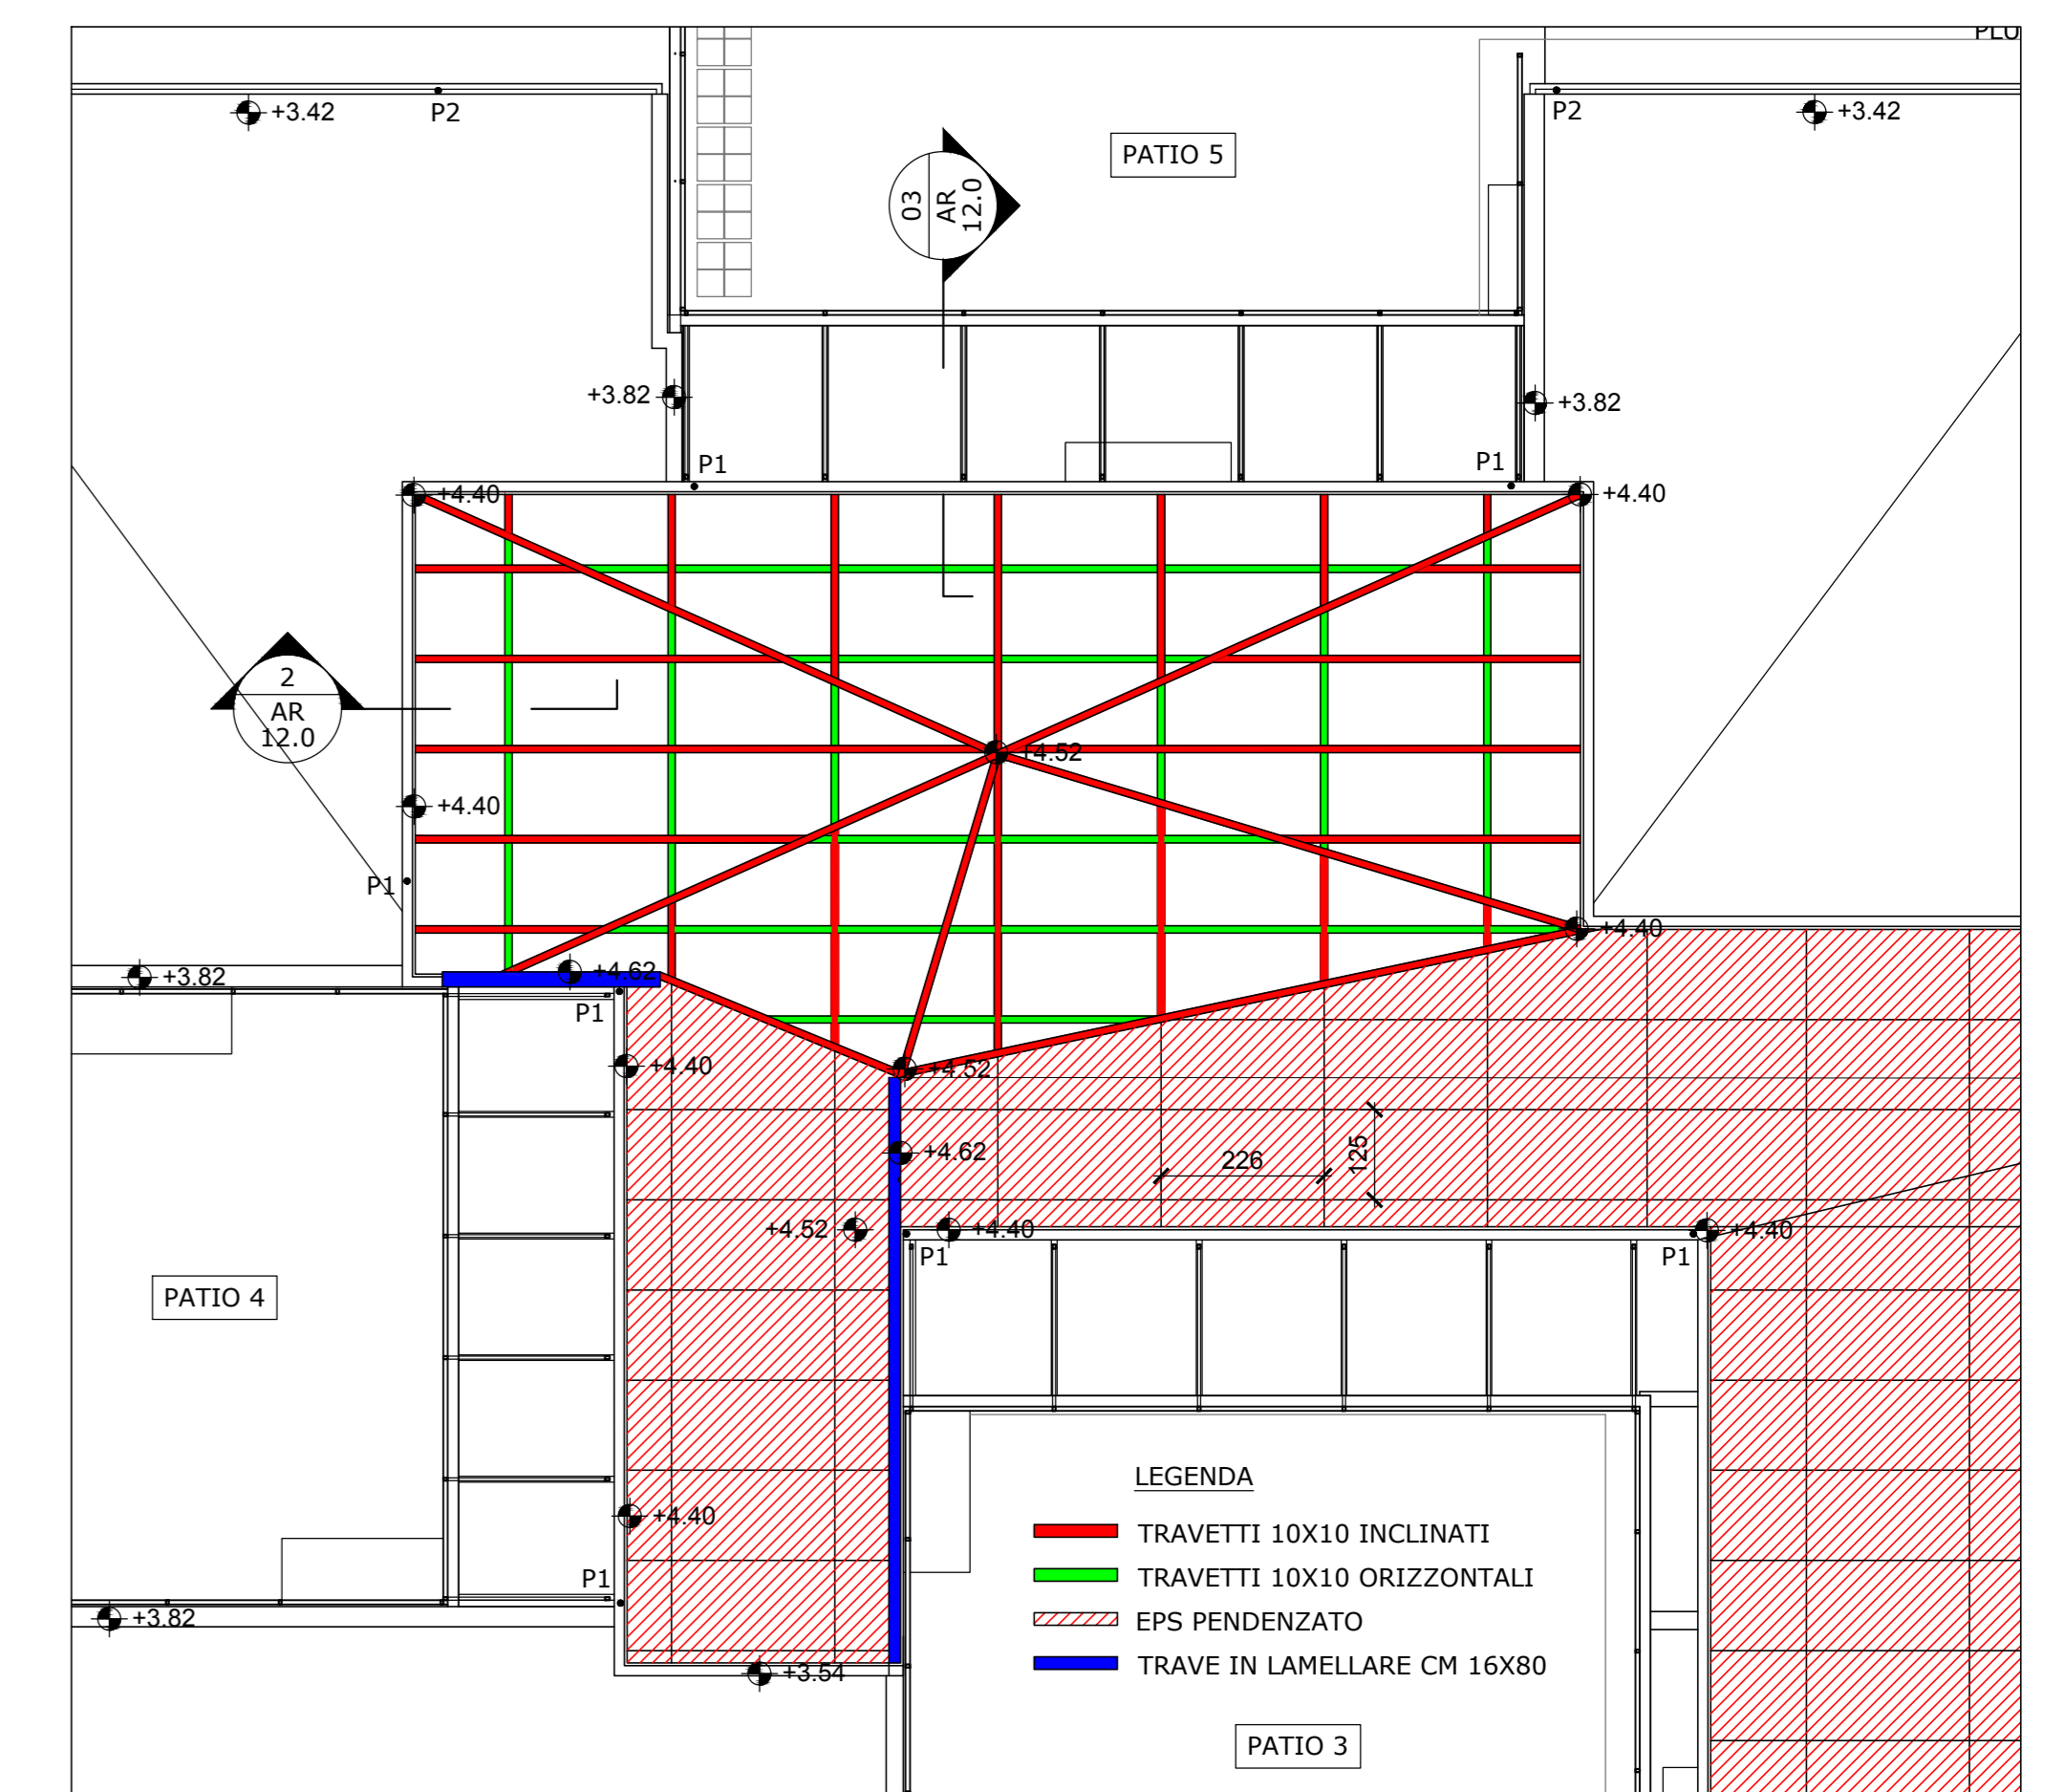 PLU
+3.42
P2
P2
+3.42
PATIO 5
03
AR
12.0
+3.82
+3.82
P1
P1
+4.40
+4.40
2
AR
12.0
+4.52
+4.40
P1
+4.40
+3.82
+4.62
P1
+4.40
+4.52
+4.62
226
125
+4.52
+4.40
+4.40
P1
P1
PATIO 4
LEGENDA
+4.40
TRAVETTI 10X10 INCLINATI
TRAVETTI 10X10 ORIZZONTALI
P1
+3.82
EPS PENDENZATO
TRAVE IN LAMELLARE CM 16X80
+3.54
PATIO 3